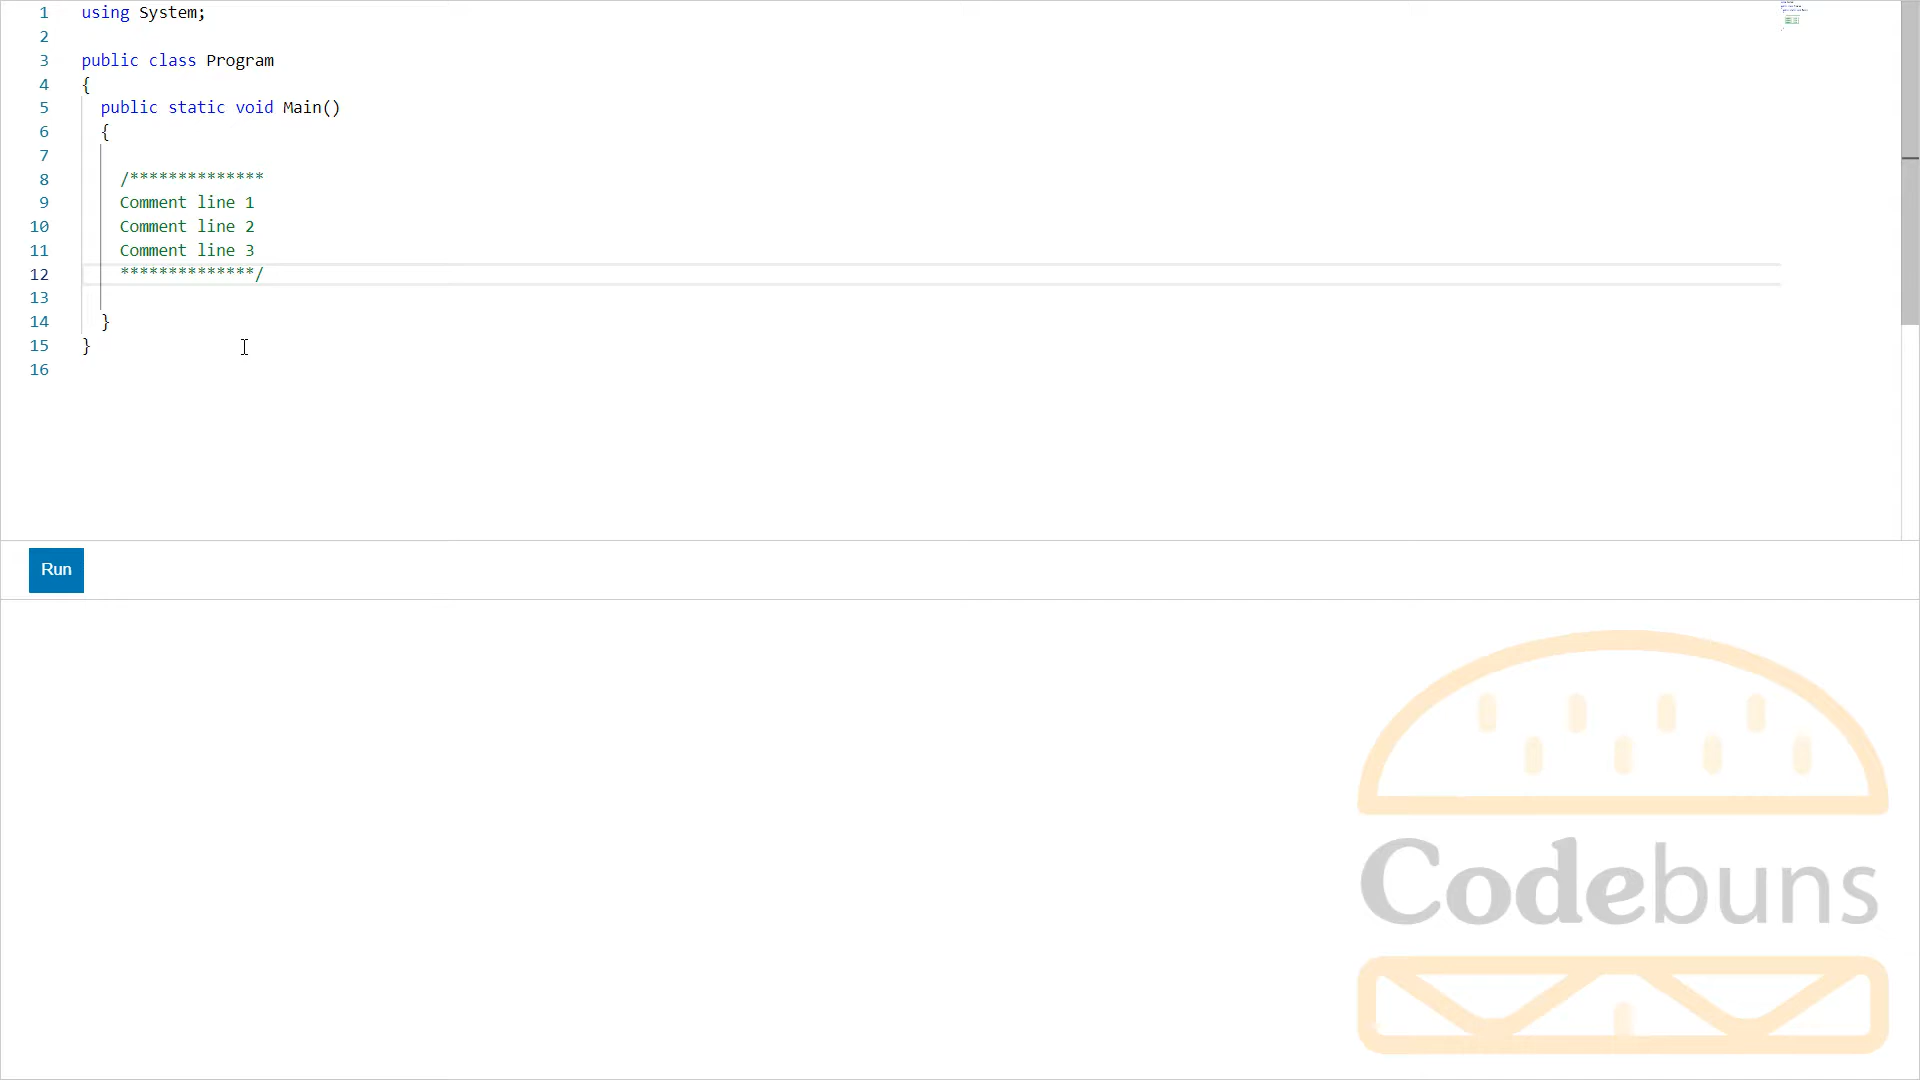 1 using System;
2
3 public class Program
4 {
5 public static void Main()
6 {
7
8 /**************
9 Comment line 1
10 Comment line 2
11 Comment line 3
12 **************/
13
14 }
15 }
16
Run
Codebuns